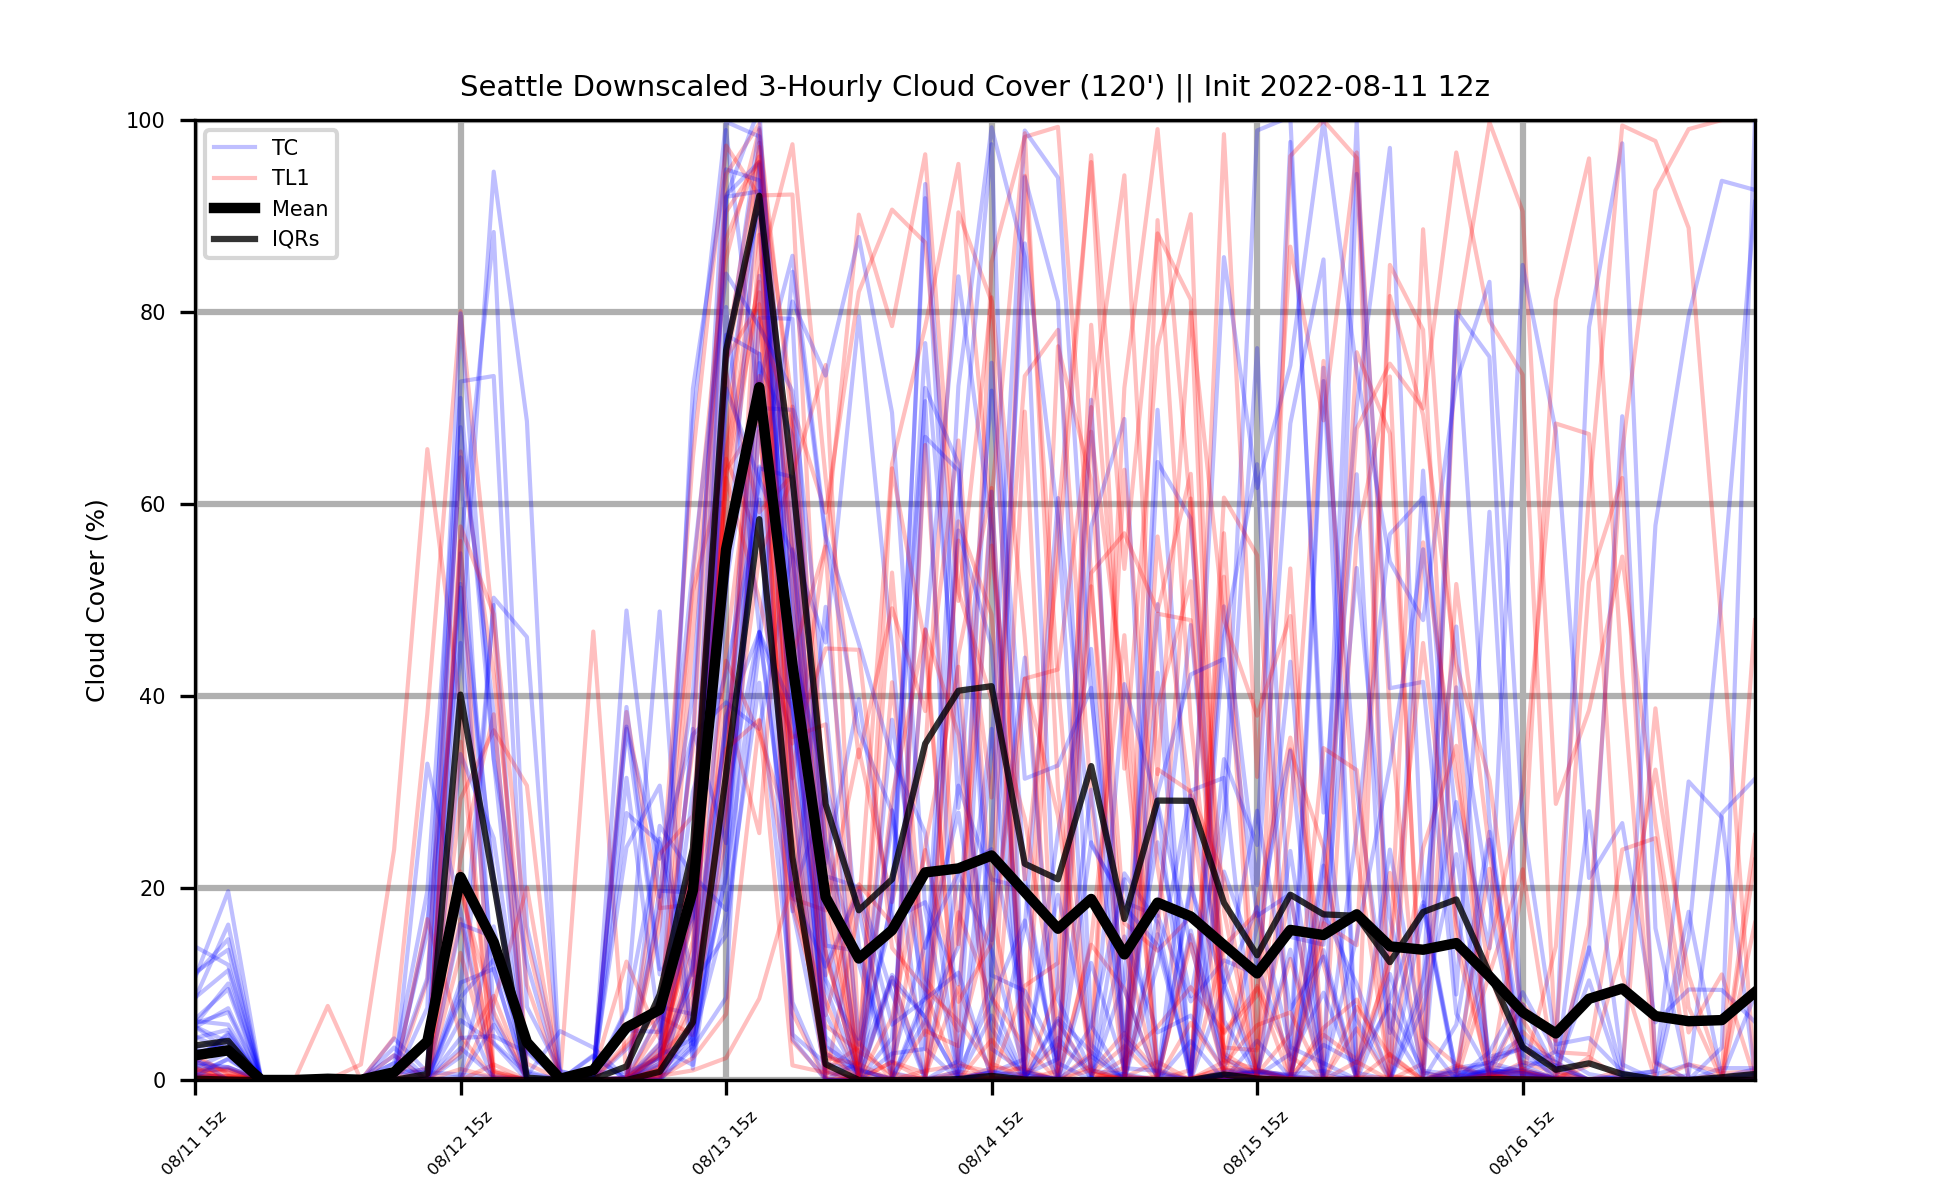 Seattle Downscaled 3-Hourly Cloud Cover (120') || Init 2022-08-11 12z
TC
TL1
Mean
IQRs
Cloud Cover (%)
100
80
60
40
20
0
08/11 15z
08/12 15z
08/13 15z
08/14 15z
08/15 15z
08/16 15z